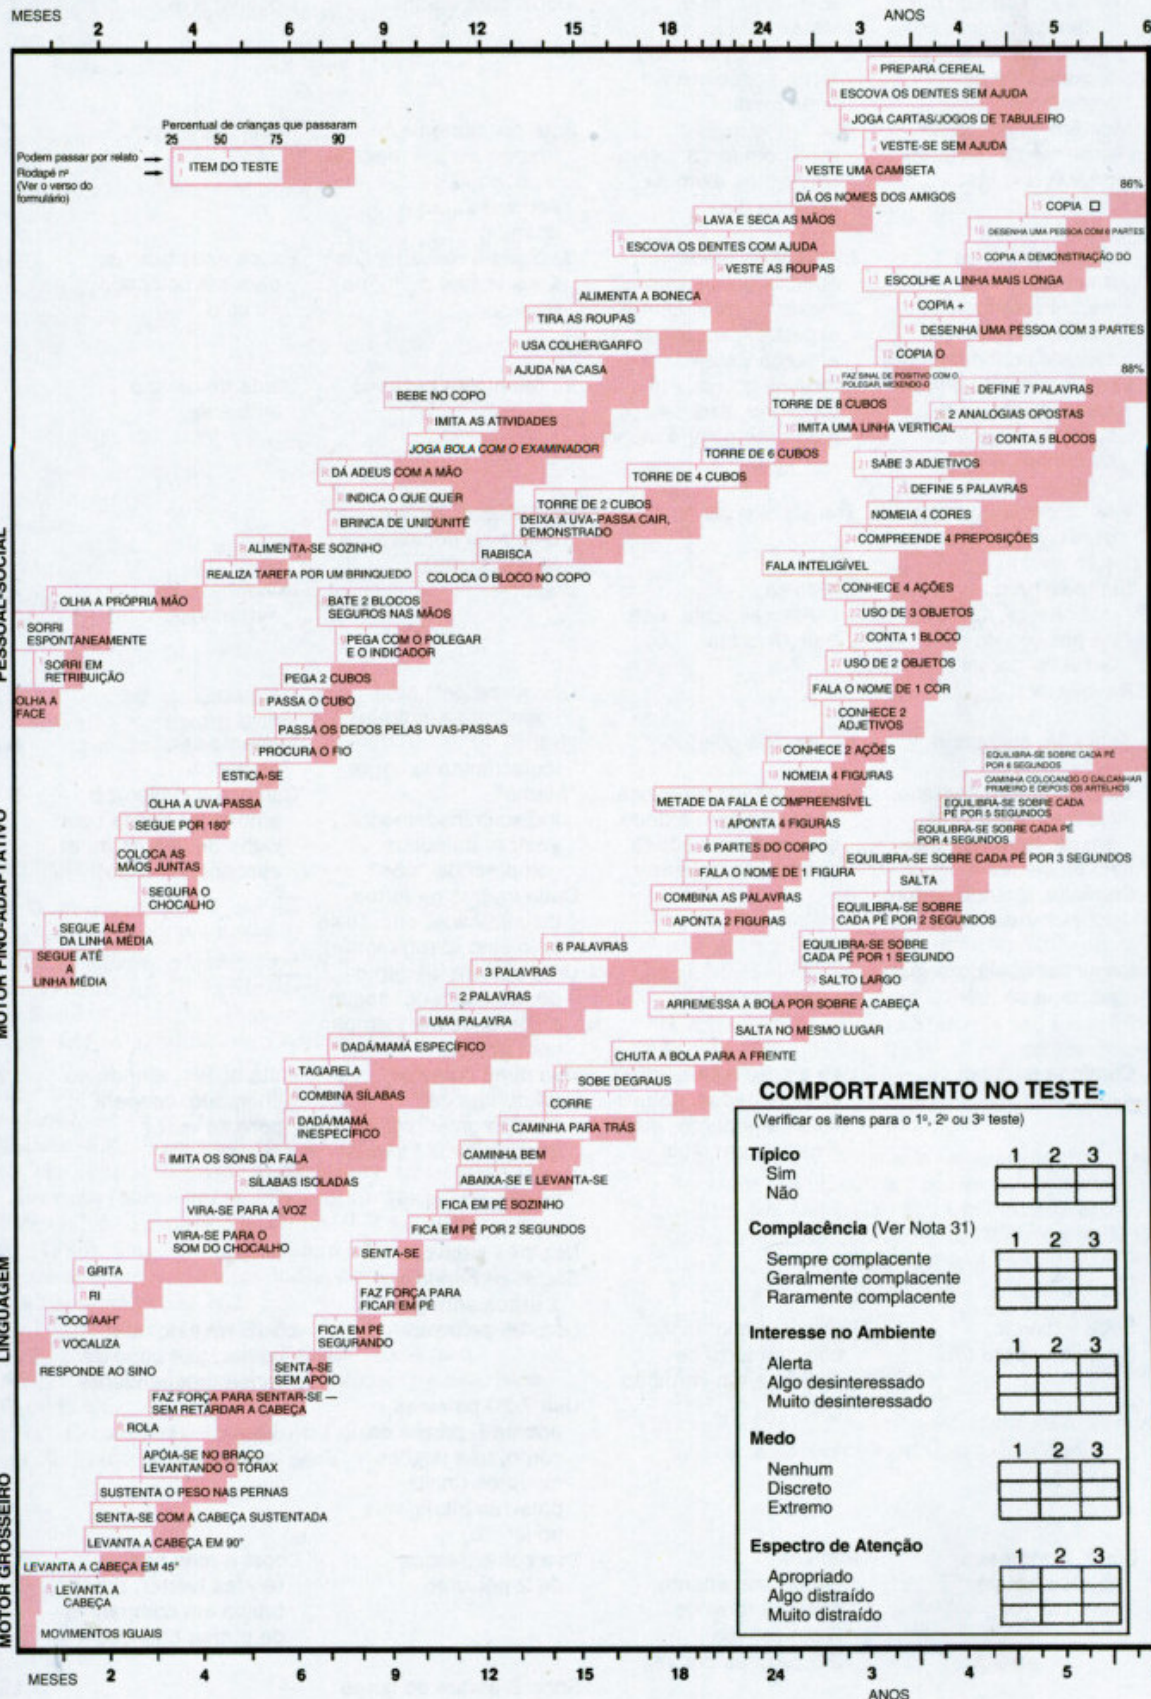 MESES
ANOS
2 4 6 9 12 15 18 24 3 4 5 6
Percentual de crianças que passaram
25 50 75 90
Podem passar por relato
Rodapé nº
(Ver o verso do
formulário)
R
1
ITEM DO TESTE
PREPARA CEREAL
ESCOVA OS DENTES SEM AJUDA
JOGA CARTAS/JOGOS DE TABULEIRO
VESTE-SE SEM AJUDA
VESTE UMA CAMISETA
DÁ OS NOMES DOS AMIGOS
86%
COPIA □
LAVA E SECA AS MÃOS
DESENHA UMA PESSOA COM 6 PARTES
ESCOVA OS DENTES COM AJUDA
COPIA A DEMONSTRAÇÃO DO
VESTE AS ROUPAS
ESCOLHE A LINHA MAIS LONGA
ALIMENTA A BONECA
COPIA +
TIRA AS ROUPAS
DESENHA UMA PESSOA COM 3 PARTES
USA COLHER/GARFO
COPIA O
AJUDA NA CASA
88%
FAZ SINAL DE POSITIVO COM O
POLEGAR, MEXENDO-O
BEBE NO COPO
DEFINE 7 PALAVRAS
TORRE DE 8 CUBOS
IMITA AS ATIVIDADES
2 ANALOGIAS OPOSTAS
IMITA UMA LINHA VERTICAL
JOGA BOLA COM O EXAMINADOR
CONTA 5 BLOCOS
TORRE DE 6 CUBOS
DÁ ADEUS COM A MÃO
SABE 3 ADJETIVOS
TORRE DE 4 CUBOS
INDICA O QUE QUER
DEFINE 5 PALAVRAS
TORRE DE 2 CUBOS
BRINCA DE UNIDUNITÊ
DEIXA A UVA-PASSA CAIR,
DEMONSTRADO
NOMEIA 4 CORES
COMPREENDE 4 PREPOSIÇÕES
ALIMENTA-SE SOZINHO
RABISCA
FALA INTELIGÍVEL
REALIZA TAREFA POR UM BRINQUEDO
COLOCA O BLOCO NO COPO
CONHECE 4 AÇÕES
OLHA A PRÓPRIA MÃO
BATE 2 BLOCOS
SEGUROS NAS MÃOS
USO DE 3 OBJETOS
SORRI
ESPONTANEAMENTE
PEGA COM O POLEGAR
E O INDICADOR
CONTA 1 BLOCO
SORRI EM
RETRIBUIÇÃO
PEGA 2 CUBOS
USO DE 2 OBJETOS
OLHA A
FACE
PASSA O CUBO
FALA O NOME DE 1 COR
PASSA OS DEDOS PELAS UVAS-PASSAS
CONHECE 2
ADJETIVOS
PROCURA O FIO
CONHECE 2 AÇÕES
EQUILIBRA-SE SOBRE CADA PÉ
POR 6 SEGUNDOS
ESTICA-SE
NOMEIA 4 FIGURAS
CAMINHA COLOCANDO O CALCANHAR
PRIMEIRO E DEPOIS OS ARTELHOS
OLHA A UVA-PASSA
METADE DA FALA É COMPREENSÍVEL
EQUILIBRA-SE SOBRE CADA
PÉ POR 5 SEGUNDOS
SEGUE POR 180°
APONTA 4 FIGURAS
EQUILIBRA-SE SOBRE CADA PÉ
POR 4 SEGUNDOS
COLOCA AS
MÃOS JUNTAS
6 PARTES DO CORPO
EQUILIBRA-SE SOBRE CADA PÉ POR 3 SEGUNDOS
FALA O NOME DE 1 FIGURA
SALTA
SEGURA O
CHOCALHO
COMBINA AS PALAVRAS
EQUILIBRA-SE SOBRE
CADA PÉ POR 2 SEGUNDOS
APONTA 2 FIGURAS
SEGUE ALÉM
DA LINHA MÉDIA
6 PALAVRAS
EQUILIBRA-SE SOBRE
CADA PÉ POR 1 SEGUNDO
SEGUE ATÉ
A
LINHA MÉDIA
3 PALAVRAS
SALTO LARGO
2 PALAVRAS
ARREMESSA A BOLA POR SOBRE A CABEÇA
UMA PALAVRA
SALTA NO MESMO LUGAR
DADÁ/MAMÁ ESPECÍFICO
CHUTA A BOLA PARA A FRENTE
TAGARELA
SOBE DEGRAUS
COMBINA SÍLABAS
CORRE
DADÁ/MAMÁ
INESPECÍFICO
CAMINHA PARA TRÁS
IMITA OS SONS DA FALA
CAMINHA BEM
SÍLABAS ISOLADAS
ABAIXA-SE E LEVANTA-SE
VIRA-SE PARA A VOZ
FICA EM PÉ SOZINHO
VIRA-SE PARA O
SOM DO CHOCALHO
FICA EM PÉ POR 2 SEGUNDOS
GRITA
SENTA-SE
RI
FAZ FORÇA PARA
FICAR EM PÉ
"OOO/AAH"
VOCALIZA
FICA EM PÉ
SEGURANDO
RESPONDE AO SINO
SENTA-SE
SEM APOIO
FAZ FORÇA PARA SENTAR-SE —
SEM RETARDAR A CABEÇA
ROLA
APÓIA-SE NO BRAÇO
LEVANTANDO O TÓRAX
SUSTENTA O PESO NAS PERNAS
SENTA-SE COM A CABEÇA SUSTENTADA
LEVANTA A CABEÇA EM 90°
LEVANTA A CABEÇA EM 45°
LEVANTA A
CABEÇA
MOVIMENTOS IGUAIS
PESSOAL-SOCIAL
MOTOR FINO-ADAPTATIVO
LINGUAGEM
MOTOR GROSSEIRO
COMPORTAMENTO NO TESTE
(Verificar os itens para o 1º, 2º ou 3º teste)
Típico 1 2 3
Sim
Não
Complacência (Ver Nota 31) 1 2 3
Sempre complacente
Geralmente complacente
Raramente complacente
Interesse no Ambiente 1 2 3
Alerta
Algo desinteressado
Muito desinteressado
Medo 1 2 3
Nenhum
Discreto
Extremo
Espectro de Atenção 1 2 3
Apropriado
Algo distraído
Muito distraído
MESES 2 4 6 9 12 15 18 24 3 4 5
ANOS